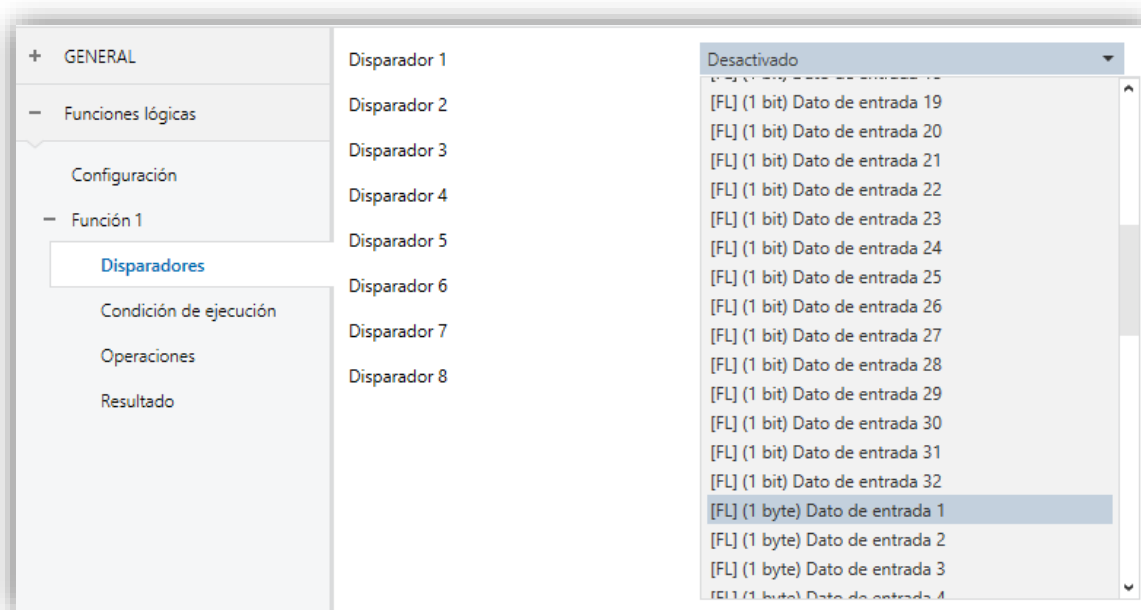 + GENERAL
− Funciones lógicas
Configuración
− Función 1
Disparadores
Condición de ejecución
Operaciones
Resultado
Disparador 1
Disparador 2
Disparador 3
Disparador 4
Disparador 5
Disparador 6
Disparador 7
Disparador 8
Desactivado
[FL] (1 bit) Dato de entrada 19
[FL] (1 bit) Dato de entrada 20
[FL] (1 bit) Dato de entrada 21
[FL] (1 bit) Dato de entrada 22
[FL] (1 bit) Dato de entrada 23
[FL] (1 bit) Dato de entrada 24
[FL] (1 bit) Dato de entrada 25
[FL] (1 bit) Dato de entrada 26
[FL] (1 bit) Dato de entrada 27
[FL] (1 bit) Dato de entrada 28
[FL] (1 bit) Dato de entrada 29
[FL] (1 bit) Dato de entrada 30
[FL] (1 bit) Dato de entrada 31
[FL] (1 bit) Dato de entrada 32
[FL] (1 byte) Dato de entrada 1
[FL] (1 byte) Dato de entrada 2
[FL] (1 byte) Dato de entrada 3
[FL] (1 byte) Dato de entrada 4